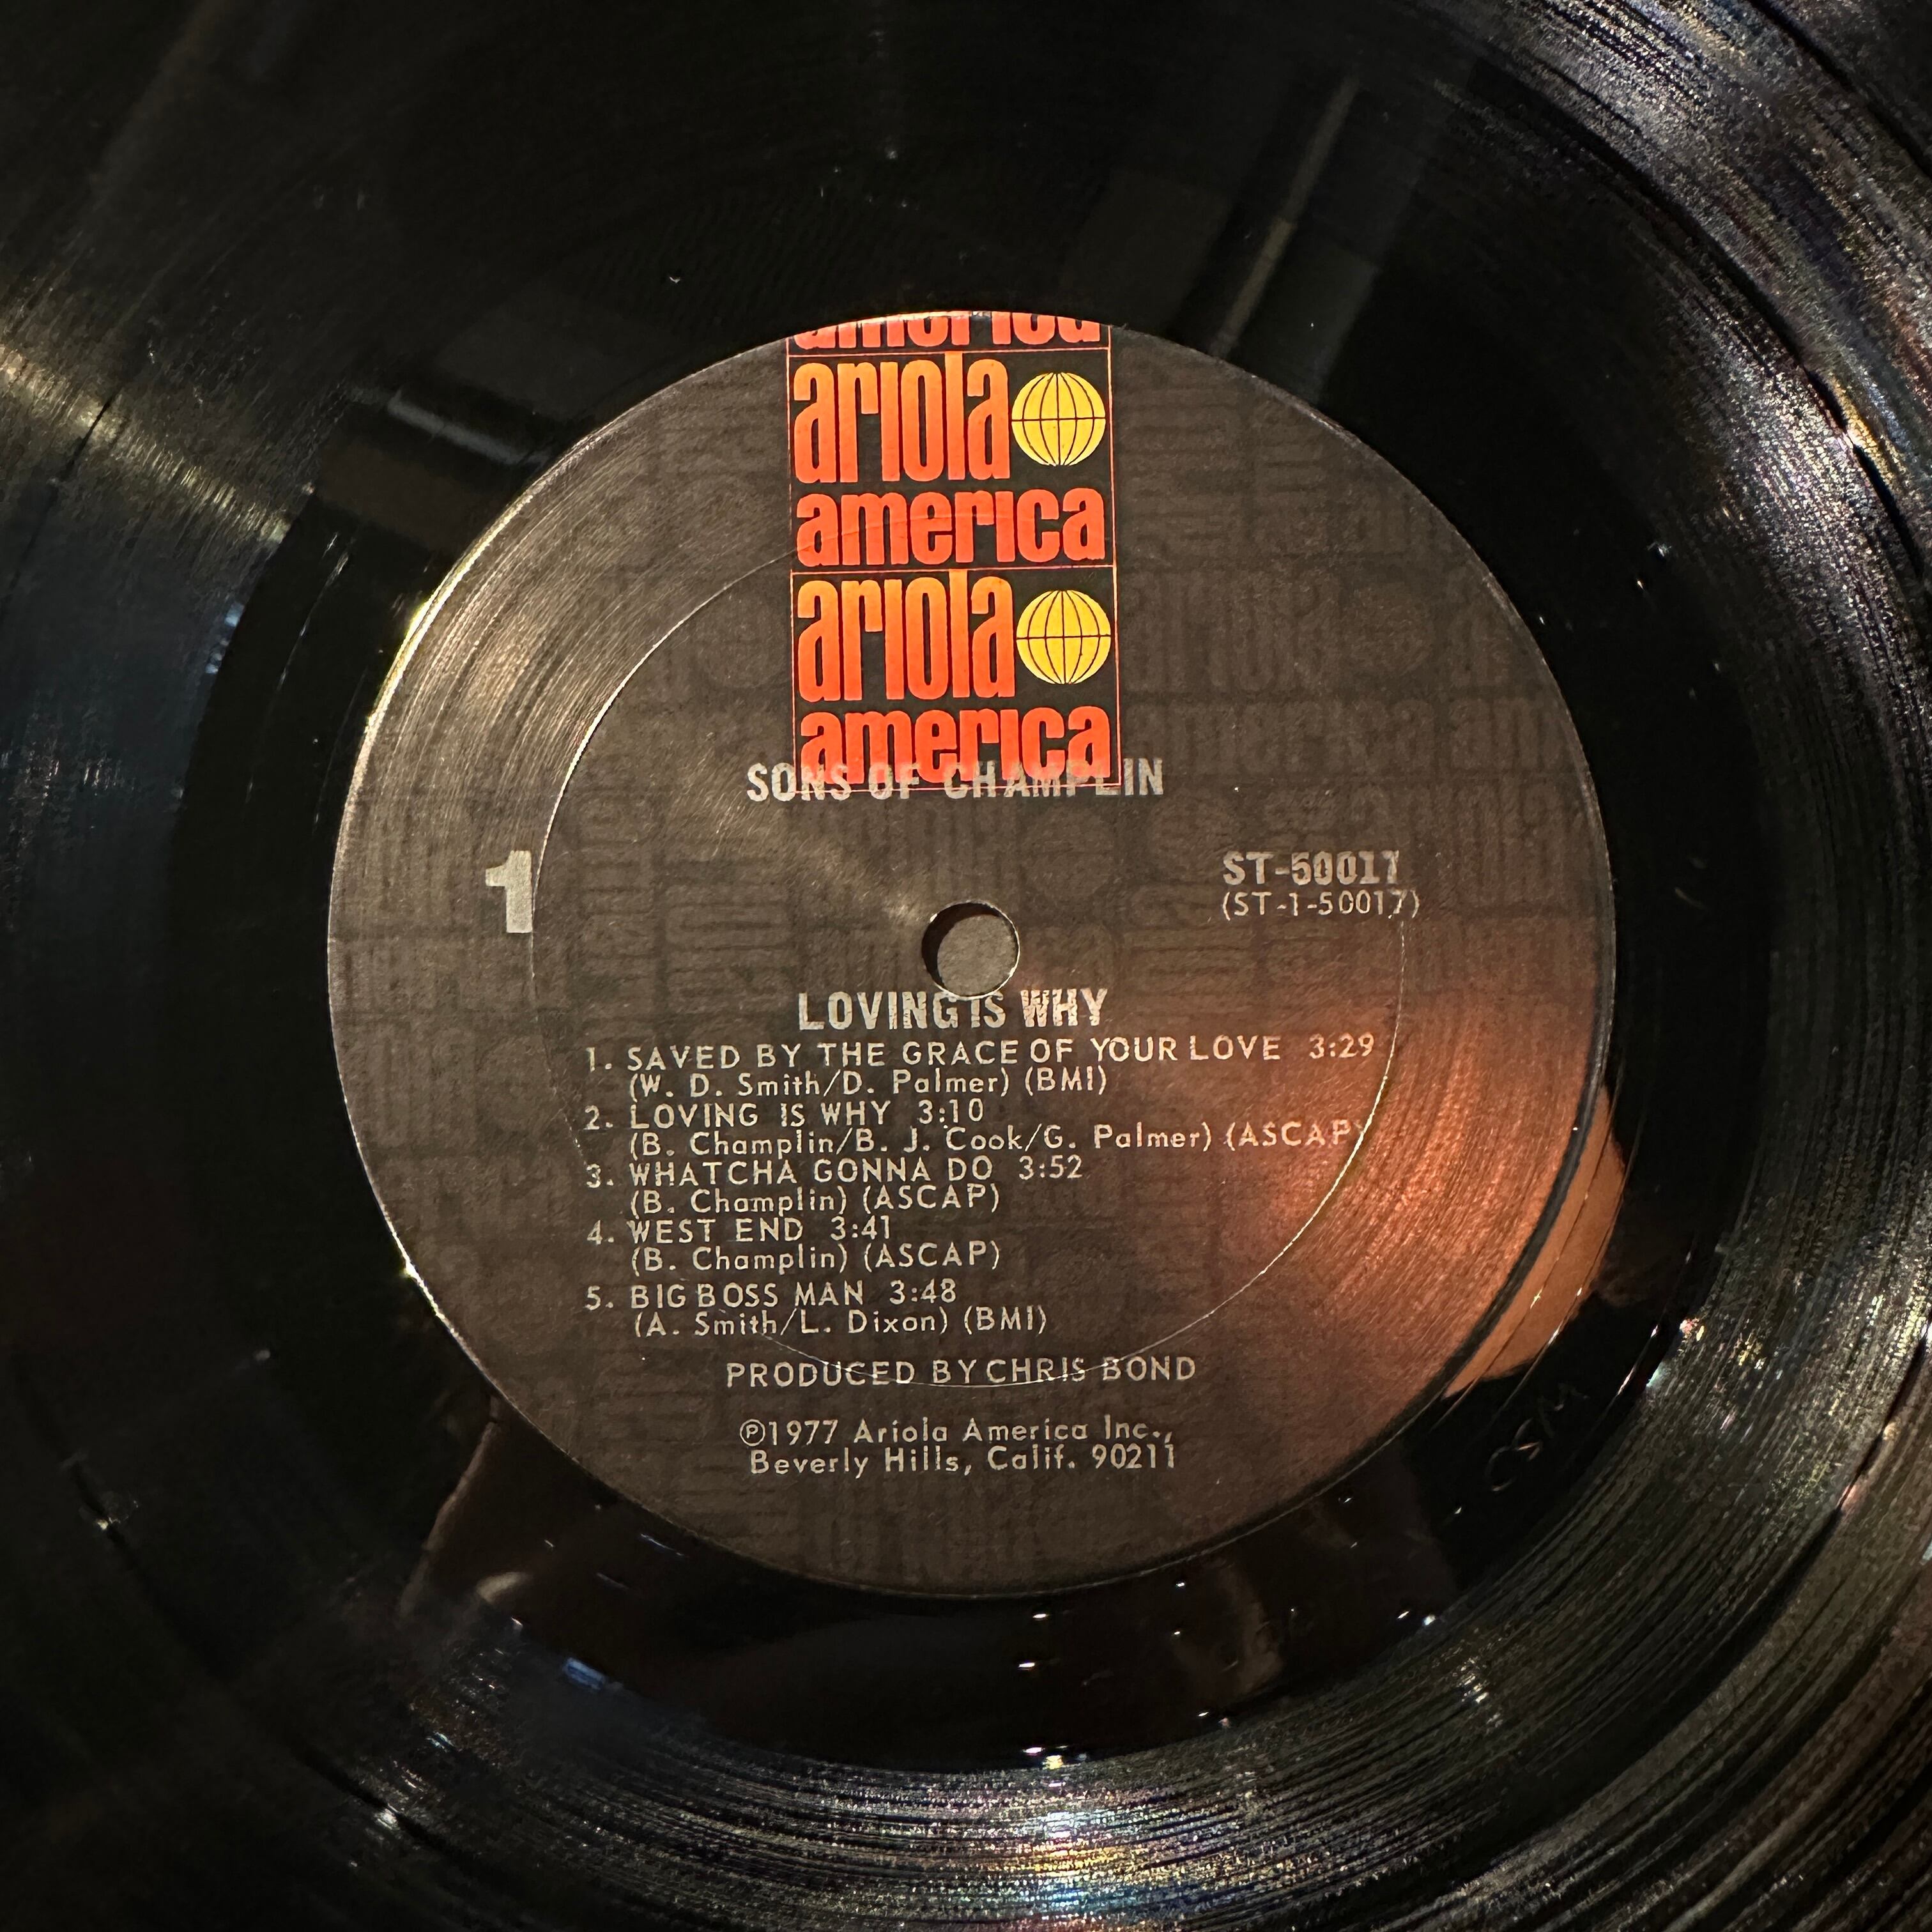 america
ariola
america
ariola
america
SONS OF CHAMPLIN
1
ST-50017
(ST-1-50017)
LOVING IS WHY
1. SAVED BY THE GRACE OF YOUR LOVE 3:29
(W. D. Smith/D. Palmer) (BMI)
2. LOVING IS WHY 3:10
(B. Champlin/B. J. Cook/G. Palmer) (ASCAP)
3. WHATCHA GONNA DO 3:52
(B. Champlin) (ASCAP)
4. WEST END 3:41
(B. Champlin) (ASCAP)
5. BIG BOSS MAN 3:48
(A. Smith/L. Dixon) (BMI)
PRODUCED BY CHRIS BOND
℗1977 Ariola America Inc.,
Beverly Hills, Calif. 90211